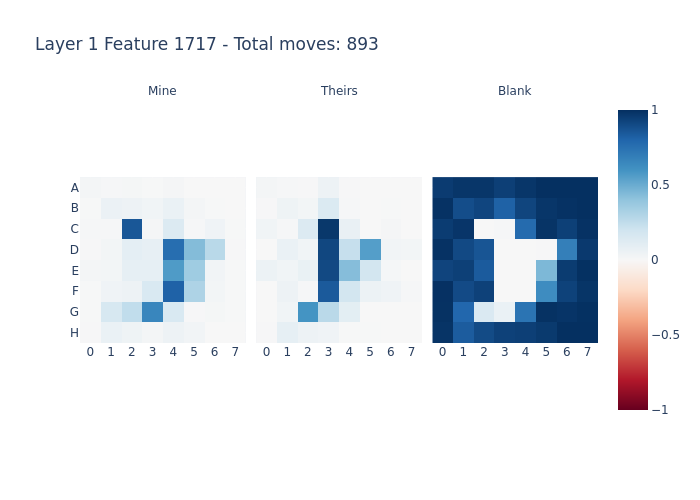 Layer 1 Feature 1717 - Total moves: 893
Mine Theirs Blank
A
B
C
D
E
F
G
H
0 1 2 3 4 5 6 7 0 1 2 3 4 5 6 7 0 1 2 3 4 5 6 7
1
0.5
0
−0.5
−1